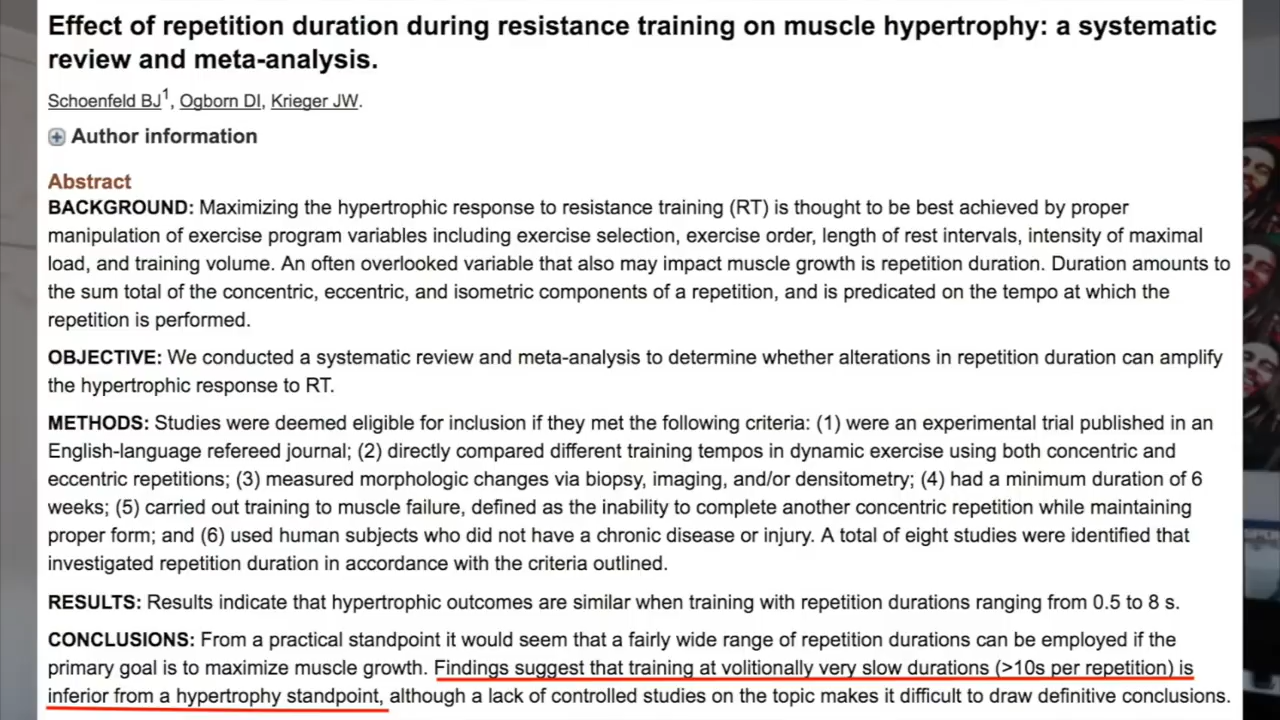 Effect of repetition duration during resistance training on muscle hypertrophy: a systematic
review and meta-analysis.
Schoenfeld BJ1, Ogborn DI, Krieger JW.
Author information
Abstract
BACKGROUND: Maximizing the hypertrophic response to resistance training (RT) is thought to be best achieved by proper
manipulation of exercise program variables including exercise selection, exercise order, length of rest intervals, intensity of maximal
load, and training volume. An often overlooked variable that also may impact muscle growth is repetition duration. Duration amounts to
the sum total of the concentric, eccentric, and isometric components of a repetition, and is predicated on the tempo at which the
repetition is performed.
OBJECTIVE: We conducted a systematic review and meta-analysis to determine whether alterations in repetition duration can amplify
the hypertrophic response to RT.
METHODS: Studies were deemed eligible for inclusion if they met the following criteria: (1) were an experimental trial published in an
English-language refereed journal; (2) directly compared different training tempos in dynamic exercise using both concentric and
eccentric repetitions; (3) measured morphologic changes via biopsy, imaging, and/or densitometry; (4) had a minimum duration of 6
weeks; (5) carried out training to muscle failure, defined as the inability to complete another concentric repetition while maintaining
proper form; and (6) used human subjects who did not have a chronic disease or injury. A total of eight studies were identified that
investigated repetition duration in accordance with the criteria outlined.
RESULTS: Results indicate that hypertrophic outcomes are similar when training with repetition durations ranging from 0.5 to 8 s.
CONCLUSIONS: From a practical standpoint it would seem that a fairly wide range of repetition durations can be employed if the
primary goal is to maximize muscle growth. Findings suggest that training at volitionally very slow durations (>10s per repetition) is
inferior from a hypertrophy standpoint, although a lack of controlled studies on the topic makes it difficult to draw definitive conclusions.